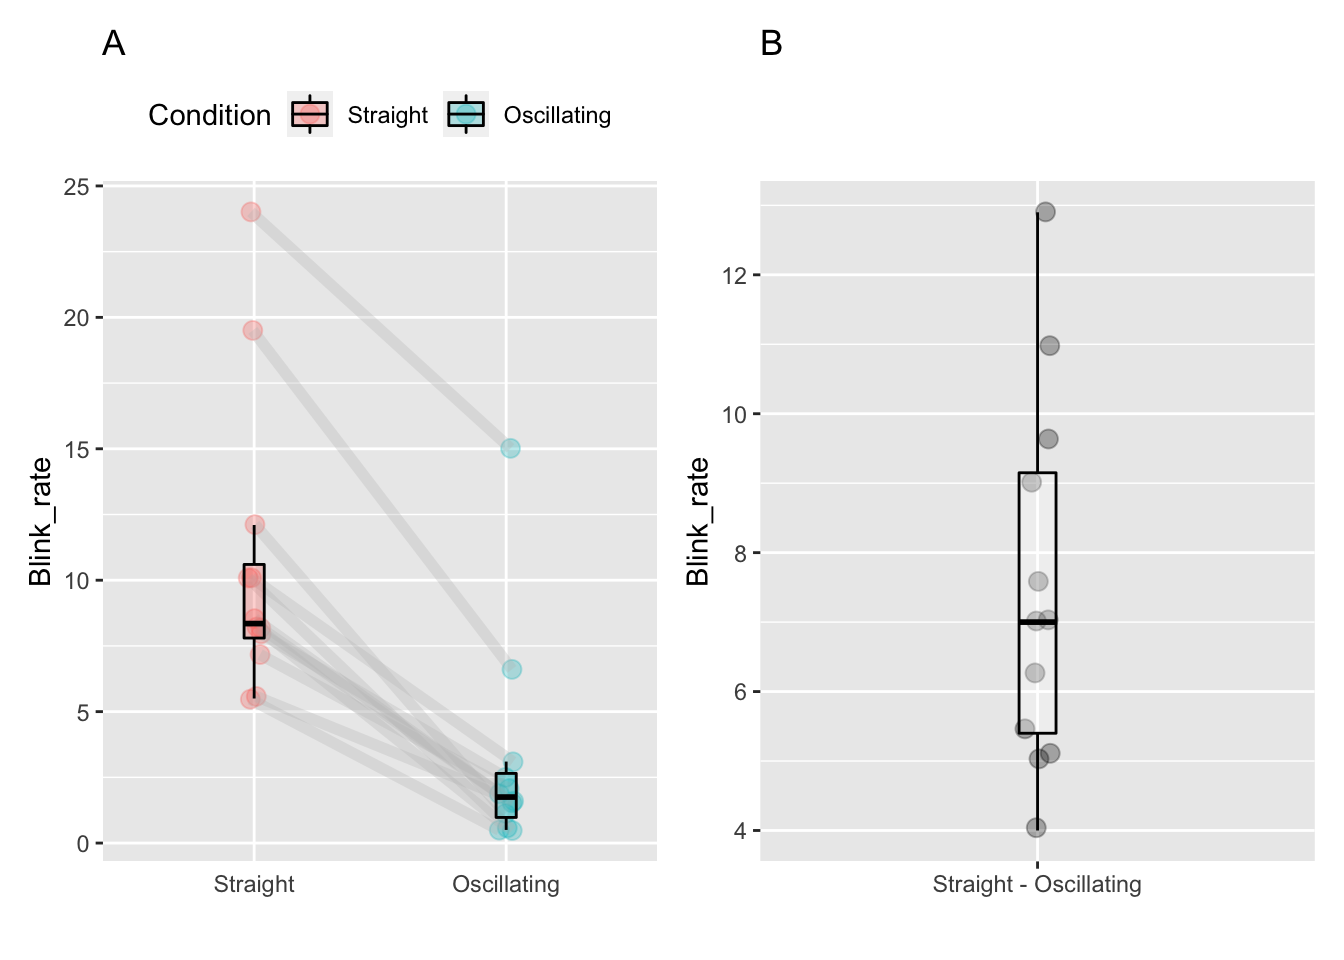 A
Condition Straight Oscillating
Blink_rate
25
20
15
10
5
0
Straight Oscillating
B
Blink_rate
12
10
8
6
4
Straight - Oscillating